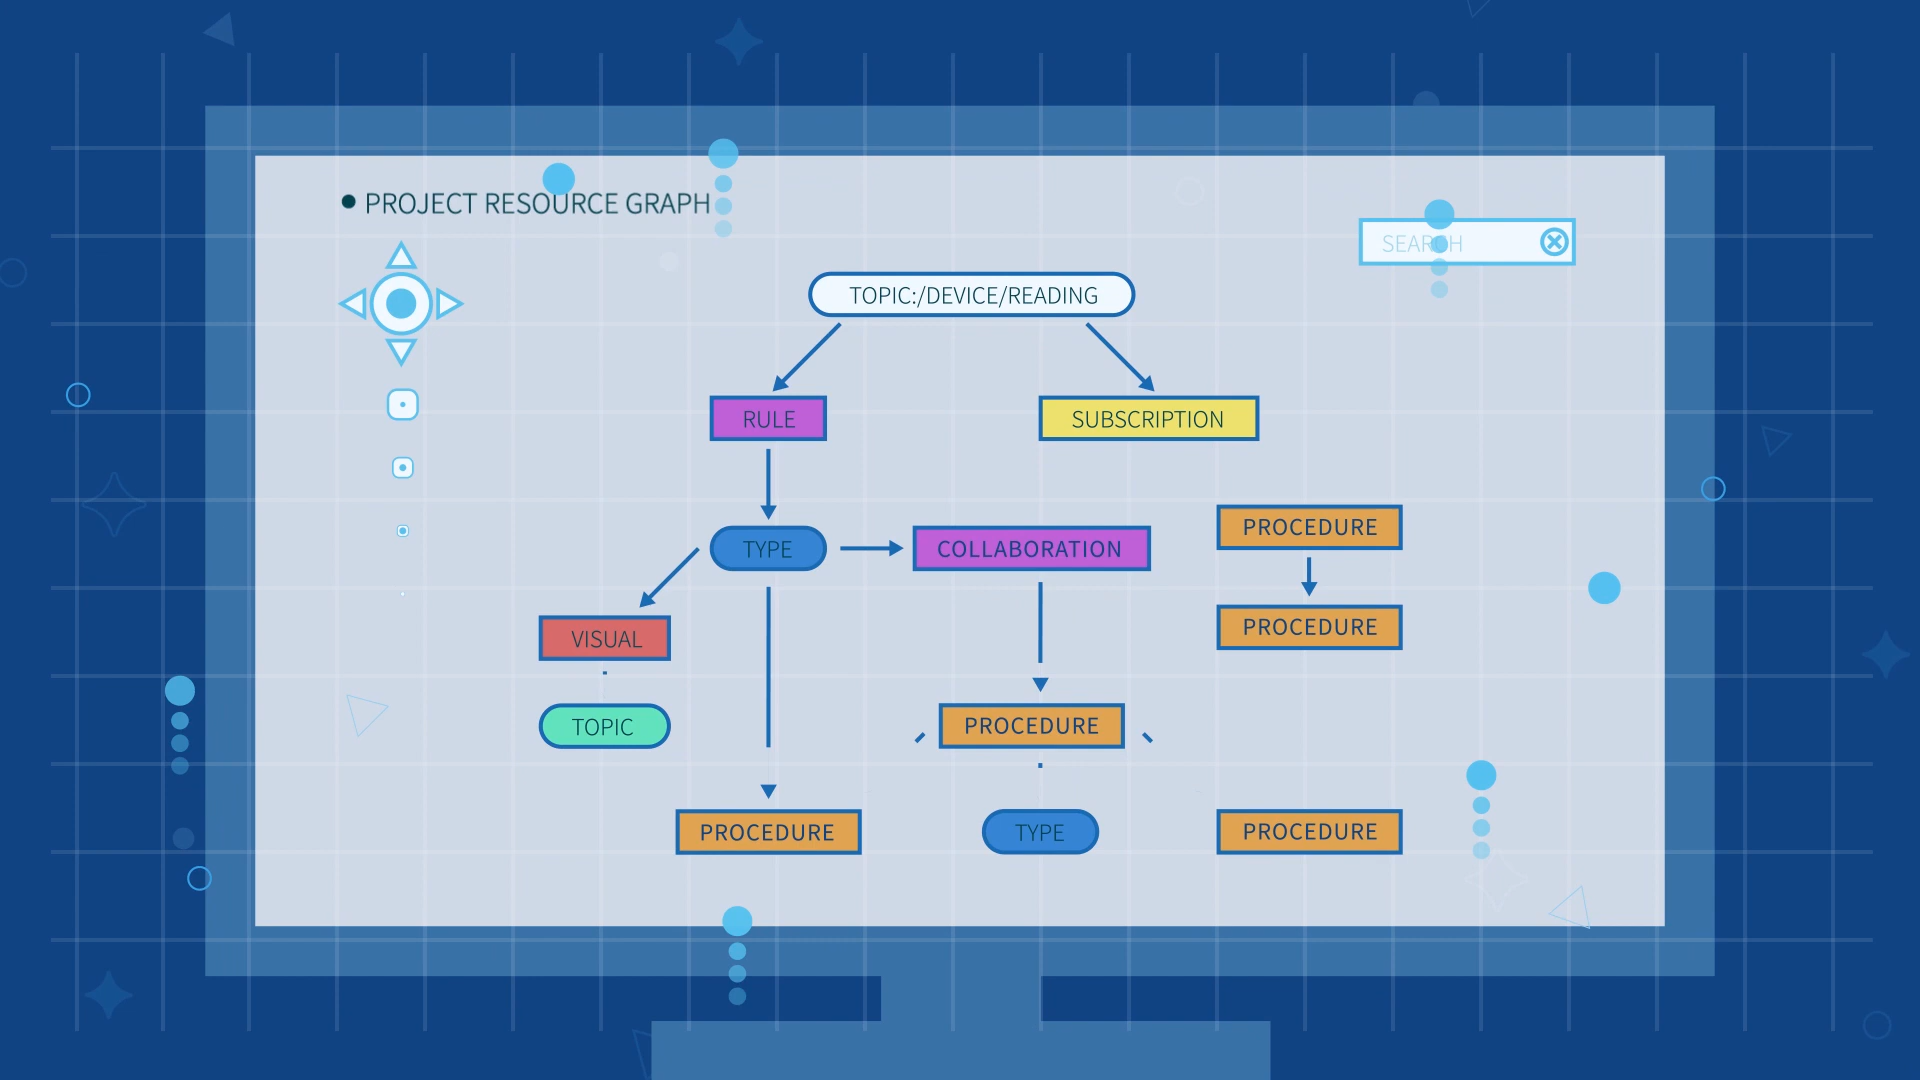 PROJECT RESOURCE GRAPH
SEARCH
TOPIC:/DEVICE/READING
RULE
SUBSCRIPTION
PROCEDURE
TYPE
COLLABORATION
PROCEDURE
VISUAL
TOPIC
PROCEDURE
PROCEDURE
TYPE
PROCEDURE